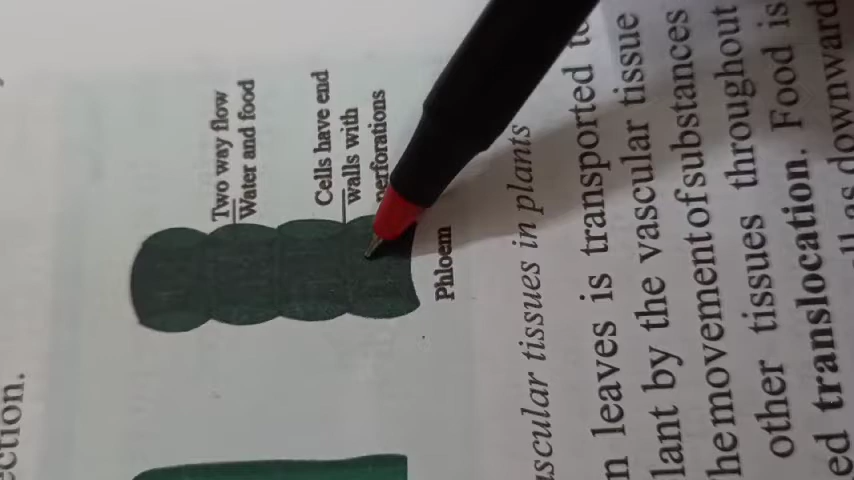 Two way flow
Water and food
Cells have end
walls with
perforations
Phloem
ction.
ascular tissues in plants
n leaves is transported to
lant by the vascular tissue
he movement of substances
other tissues throughout
ed translocation. Food is
ll as downward